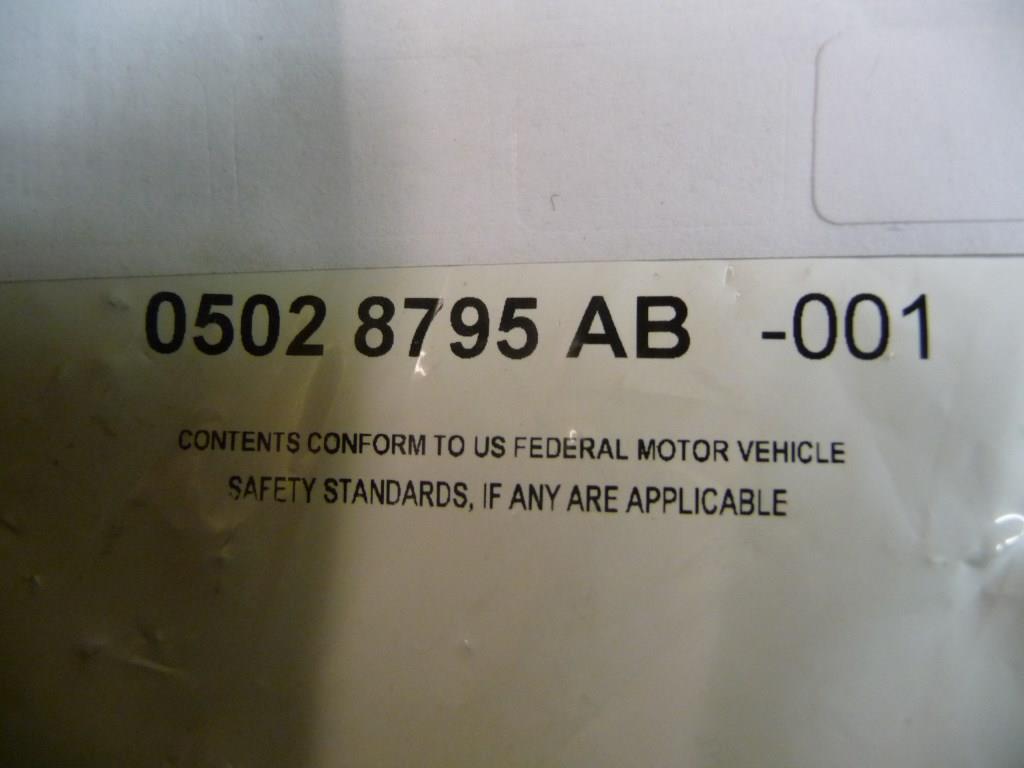 0502 8795 AB -001
CONTENTS CONFORM TO US FEDERAL MOTOR VEHICLE
SAFETY STANDARDS, IF ANY ARE APPLICABLE